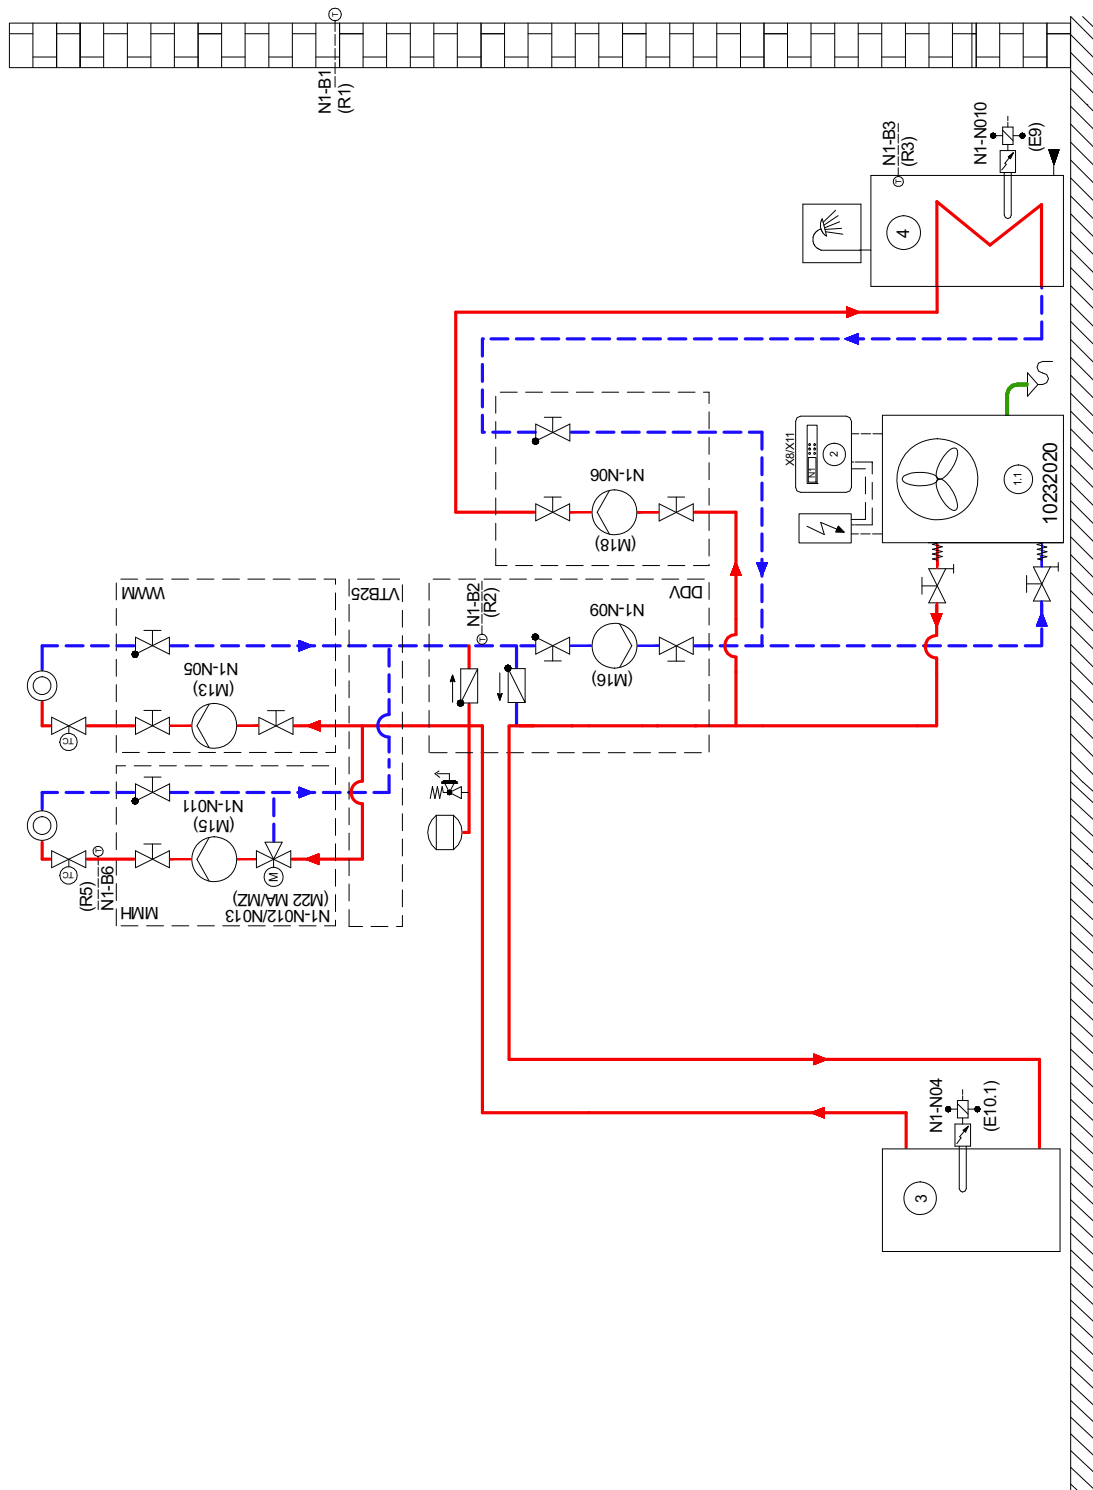 N1-B1
(R1)
N1-B3
(R3)
N1-N010
(E9)
4
T
T
X8/X11
N1
2
1.1
10232020
N1-N06
(M18)
WWM
N1-N05
(M13)
VTB25
N1-B2
(R2)
T
DDV
N1-N09
(M16)
N1-N011
(M15)
MMH
N1-N012/N013
(M22 MA/MZ)
M
(R5)
N1-B6
T
N1-N04
(E10.1)
3